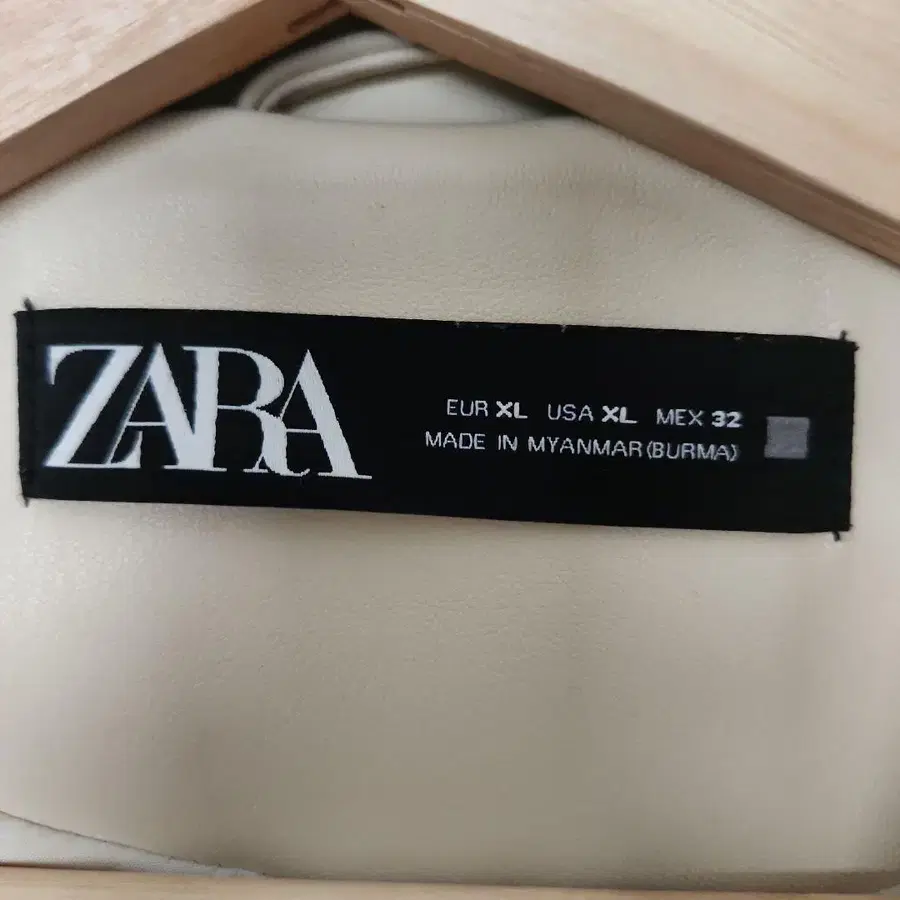 ZARA
EUR XL USA XL MEX 32
MADE IN MYANMAR (BURMA)